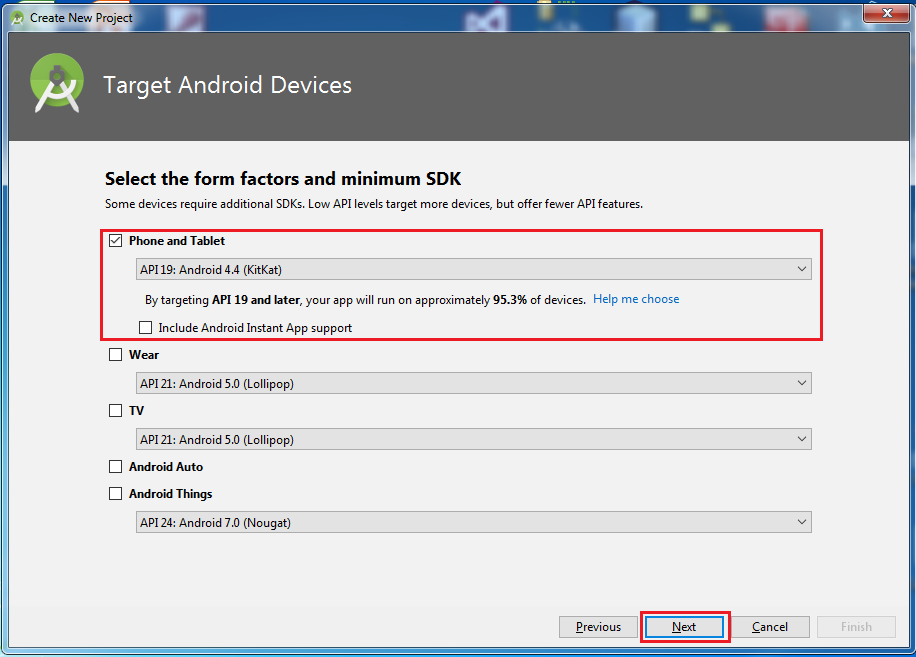 Create New Project
Target Android Devices
Select the form factors and minimum SDK
Some devices require additional SDKs. Low API levels target more devices, but offer fewer API features.
Phone and Tablet
API 19: Android 4.4 (KitKat)
By targeting API 19 and later, your app will run on approximately 95.3% of devices. Help me choose
Include Android Instant App support
Wear
API 21: Android 5.0 (Lollipop)
TV
API 21: Android 5.0 (Lollipop)
Android Auto
Android Things
API 24: Android 7.0 (Nougat)
Previous Next Cancel Finish